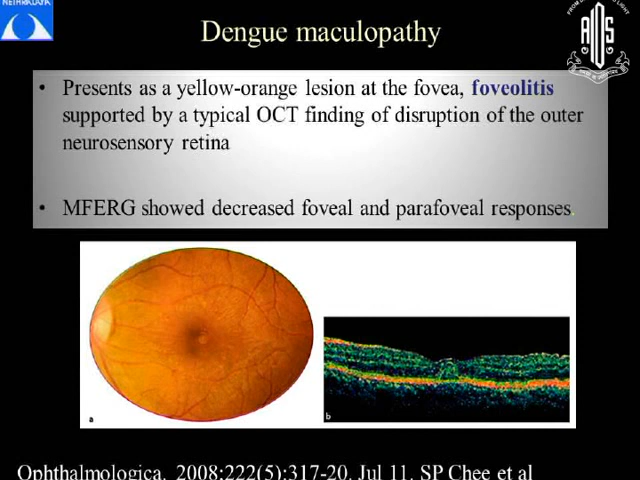 NETHRALAYA
Dengue maculopathy
• Presents as a yellow-orange lesion at the fovea, foveolitis
supported by a typical OCT finding of disruption of the outer
neurosensory retina
• MFERG showed decreased foveal and parafoveal responses.
a
b
Ophthalmologica. 2008;222(5):317-20. Jul 11. SP Chee et al